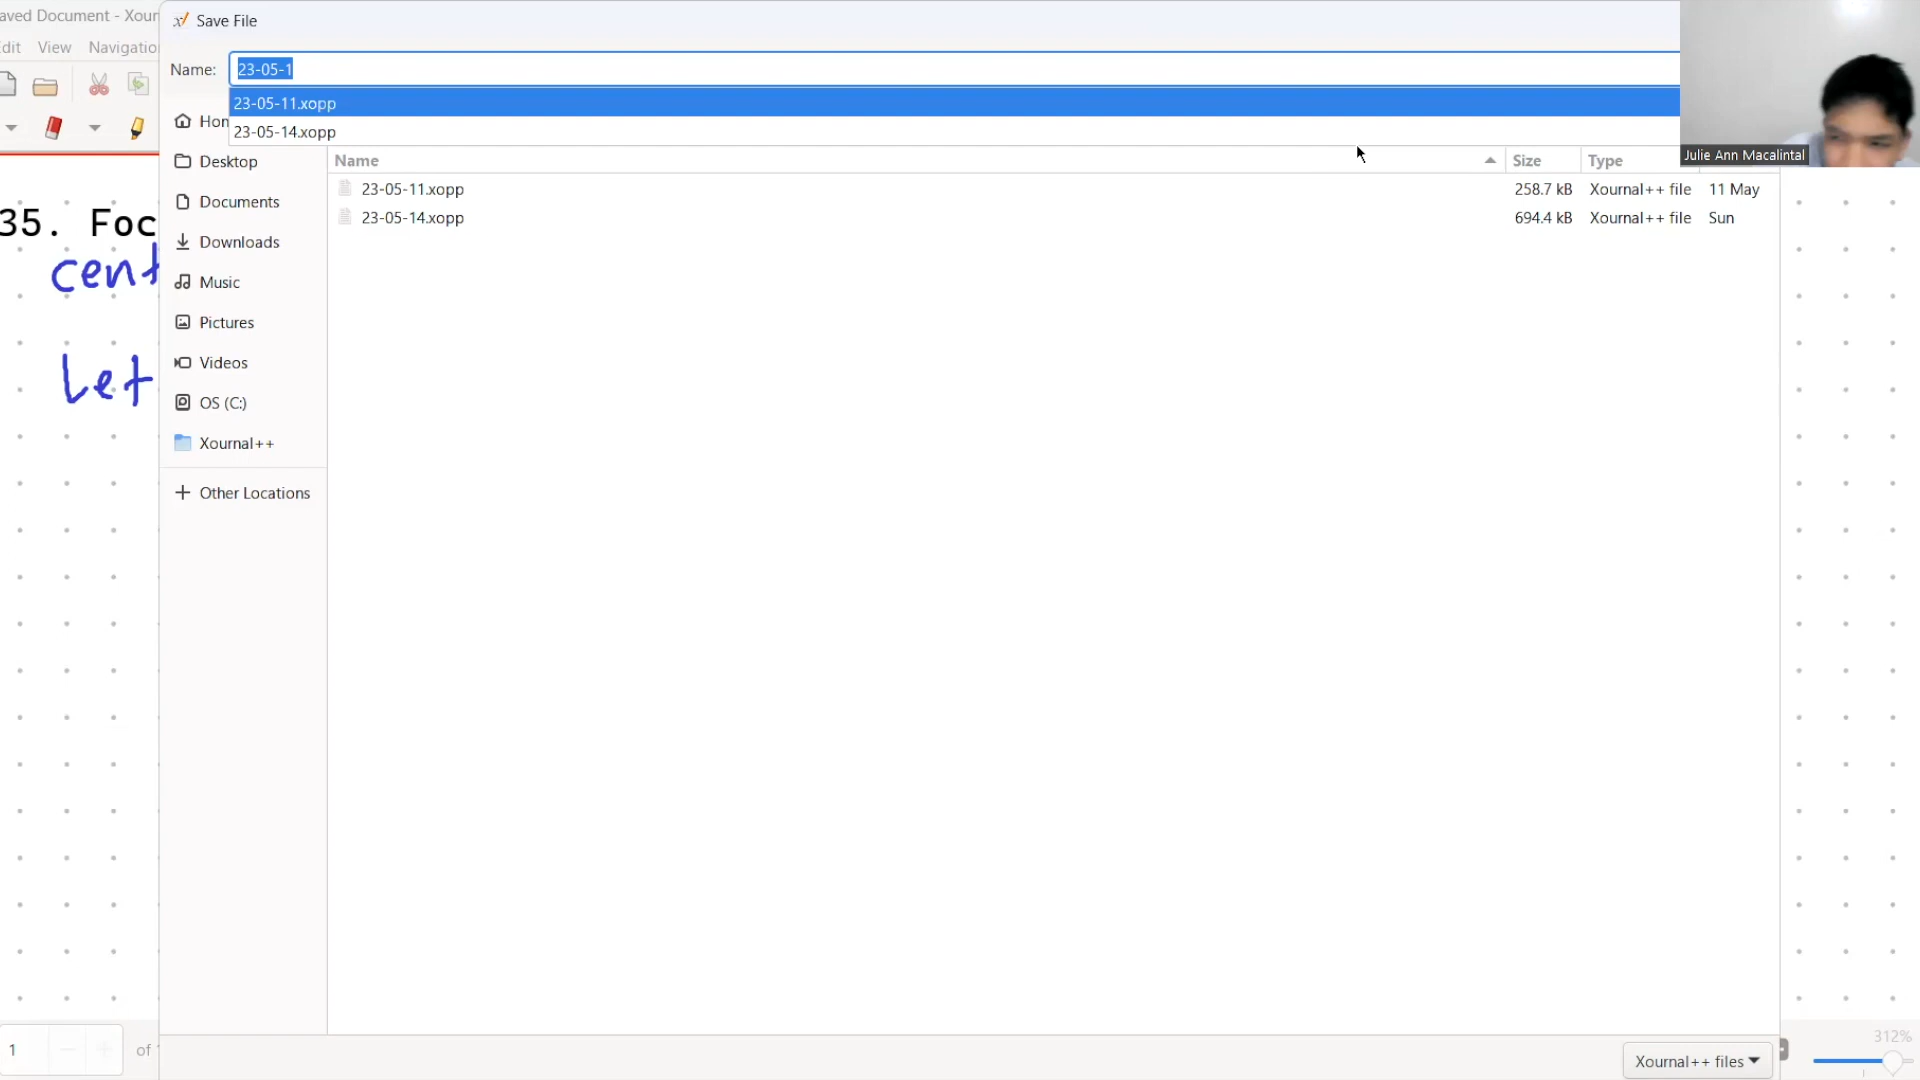 aved Document - Xour
Save File
dit View Navigatio
Name: 23-05-1
23-05-11.xopp
23-05-14.xopp
Hon
Desktop
Documents
Downloads
Music
Pictures
Videos
OS (C:)
Xournal++
Other Locations
Name Size Type
23-05-11.xopp 258.7 kB Xournal++ file 11 May
23-05-14.xopp 694.4 kB Xournal++ file Sun
Julie Ann Macalintal
35. Foc
cent
Let
1 of
Xournal++ files
312%